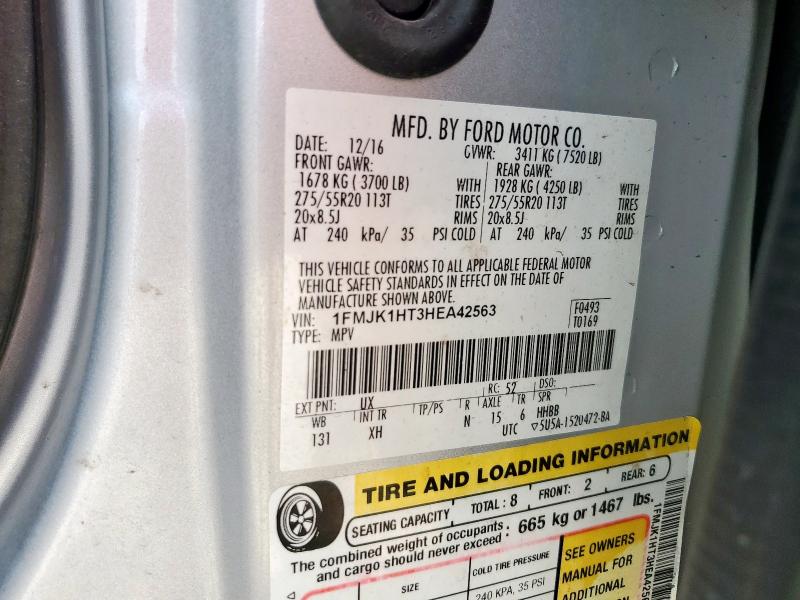 MFD. BY FORD MOTOR CO.
DATE: 12/16 GVWR: 3411 KG ( 7520 LB)
FRONT GAWR: REAR GAWR:
1678 KG ( 3700 LB) WITH 1928 KG ( 4250 LB) WITH
275/55R20 113T TIRES 275/55R20 113T TIRES
20x8.5J RIMS 20x8.5J RIMS
AT 240 kPa/ 35 PSI COLD AT 240 kPa/ 35 PSI COLD
THIS VEHICLE CONFORMS TO ALL APPLICABLE FEDERAL MOTOR
VEHICLE SAFETY STANDARDS IN EFFECT ON THE DATE OF
MANUFACTURE SHOWN ABOVE.
VIN: 1FMJK1HT3HEA42563 F0493
TYPE: MPV T0169
EXT PNT: UX RC: 52 DSO:
WB INT TR TP/PS R AXLE TR SPR
131 XH N 15 6 HHBB
UTC ▽5U5A-1520472-BA
TIRE AND LOADING INFORMATION
SEATING CAPACITY TOTAL: 8 FRONT: 2 REAR: 6
The combined weight of occupants : 665 kg or 1467 lbs.
and cargo should never exceed :
SIZE COLD TIRE PRESSURE SEE OWNERS
240 KPA, 35 PSI MANUAL FOR
ADDITIONAL